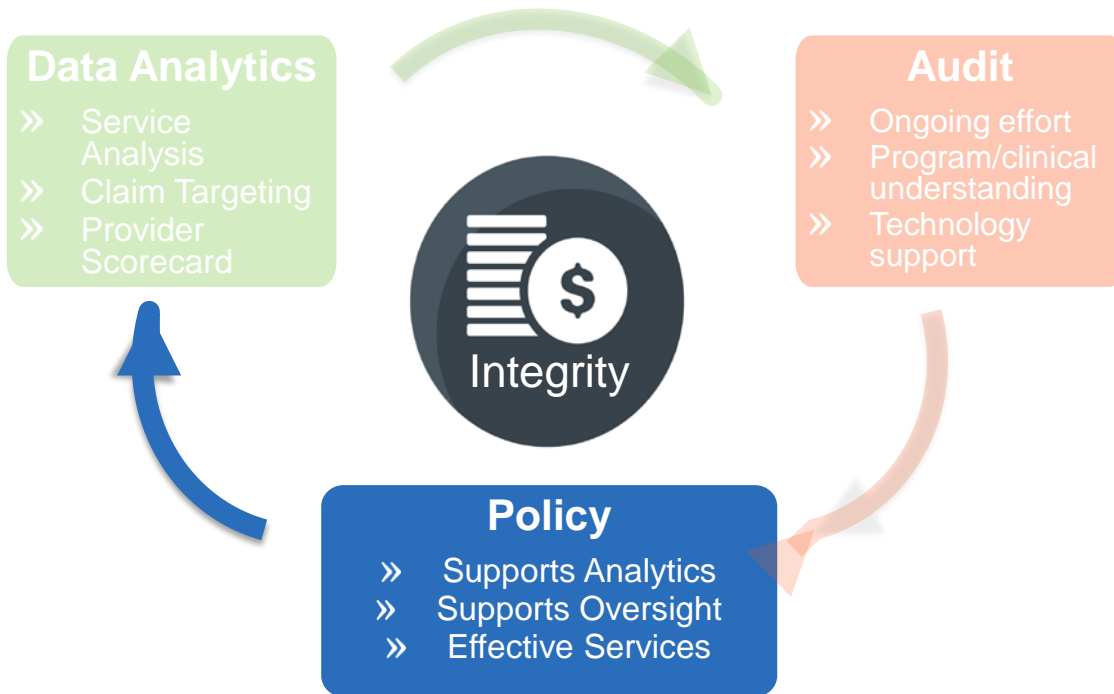 Data Analytics
» Service
Analysis
» Claim Targeting
» Provider
Scorecard
Audit
» Ongoing effort
» Program/clinical
understanding
» Technology
support
$
Integrity
Policy
» Supports Analytics
» Supports Oversight
» Effective Services